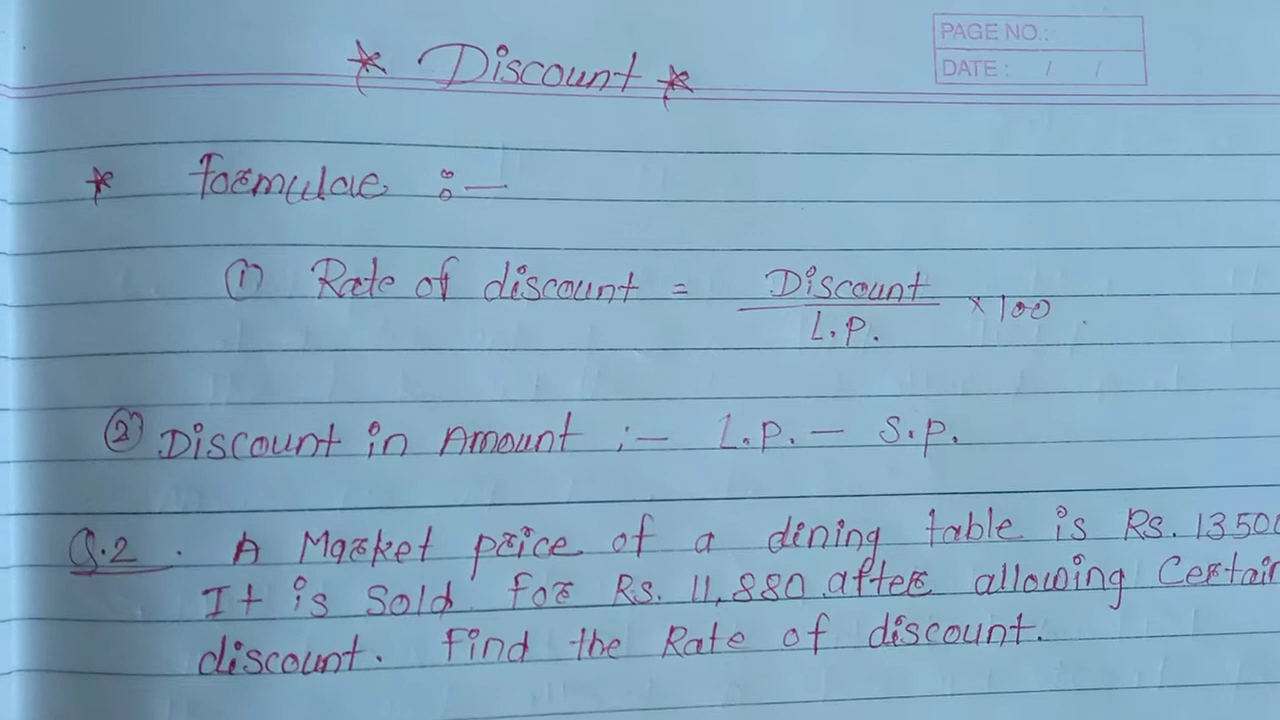 * Discount *
PAGE NO.:
DATE : / /
* Formulae :-
① Rate of discount = Discount / L.P. × 100
② Discount in Amount :- L.P. - S.P.
Q.2. A Market price of a dining table is Rs. 1350
It is Sold for Rs. 11,880 after allowing Certain
discount. Find the Rate of discount.